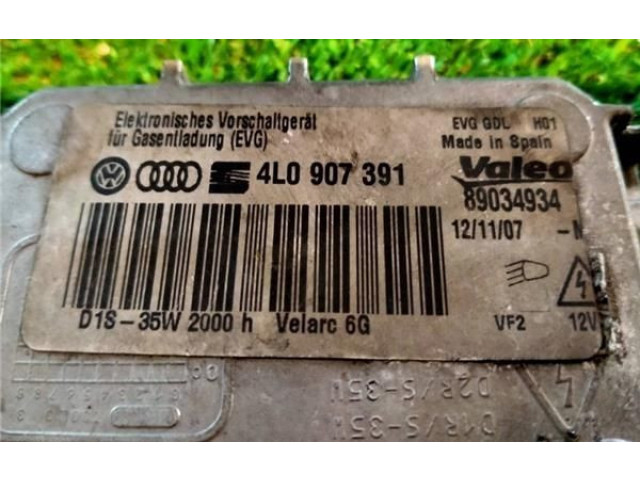 Elektronisches Vorschaltgerät
für Gasentladung (EVG)
EVG GDL H01
Made in Spain
Valeo
4L0 907 391
89034934
12/11/07
D1S-35W 2000 h Velarc 6G
VF2 12V
D2R/S-35W
D1R/S-35W